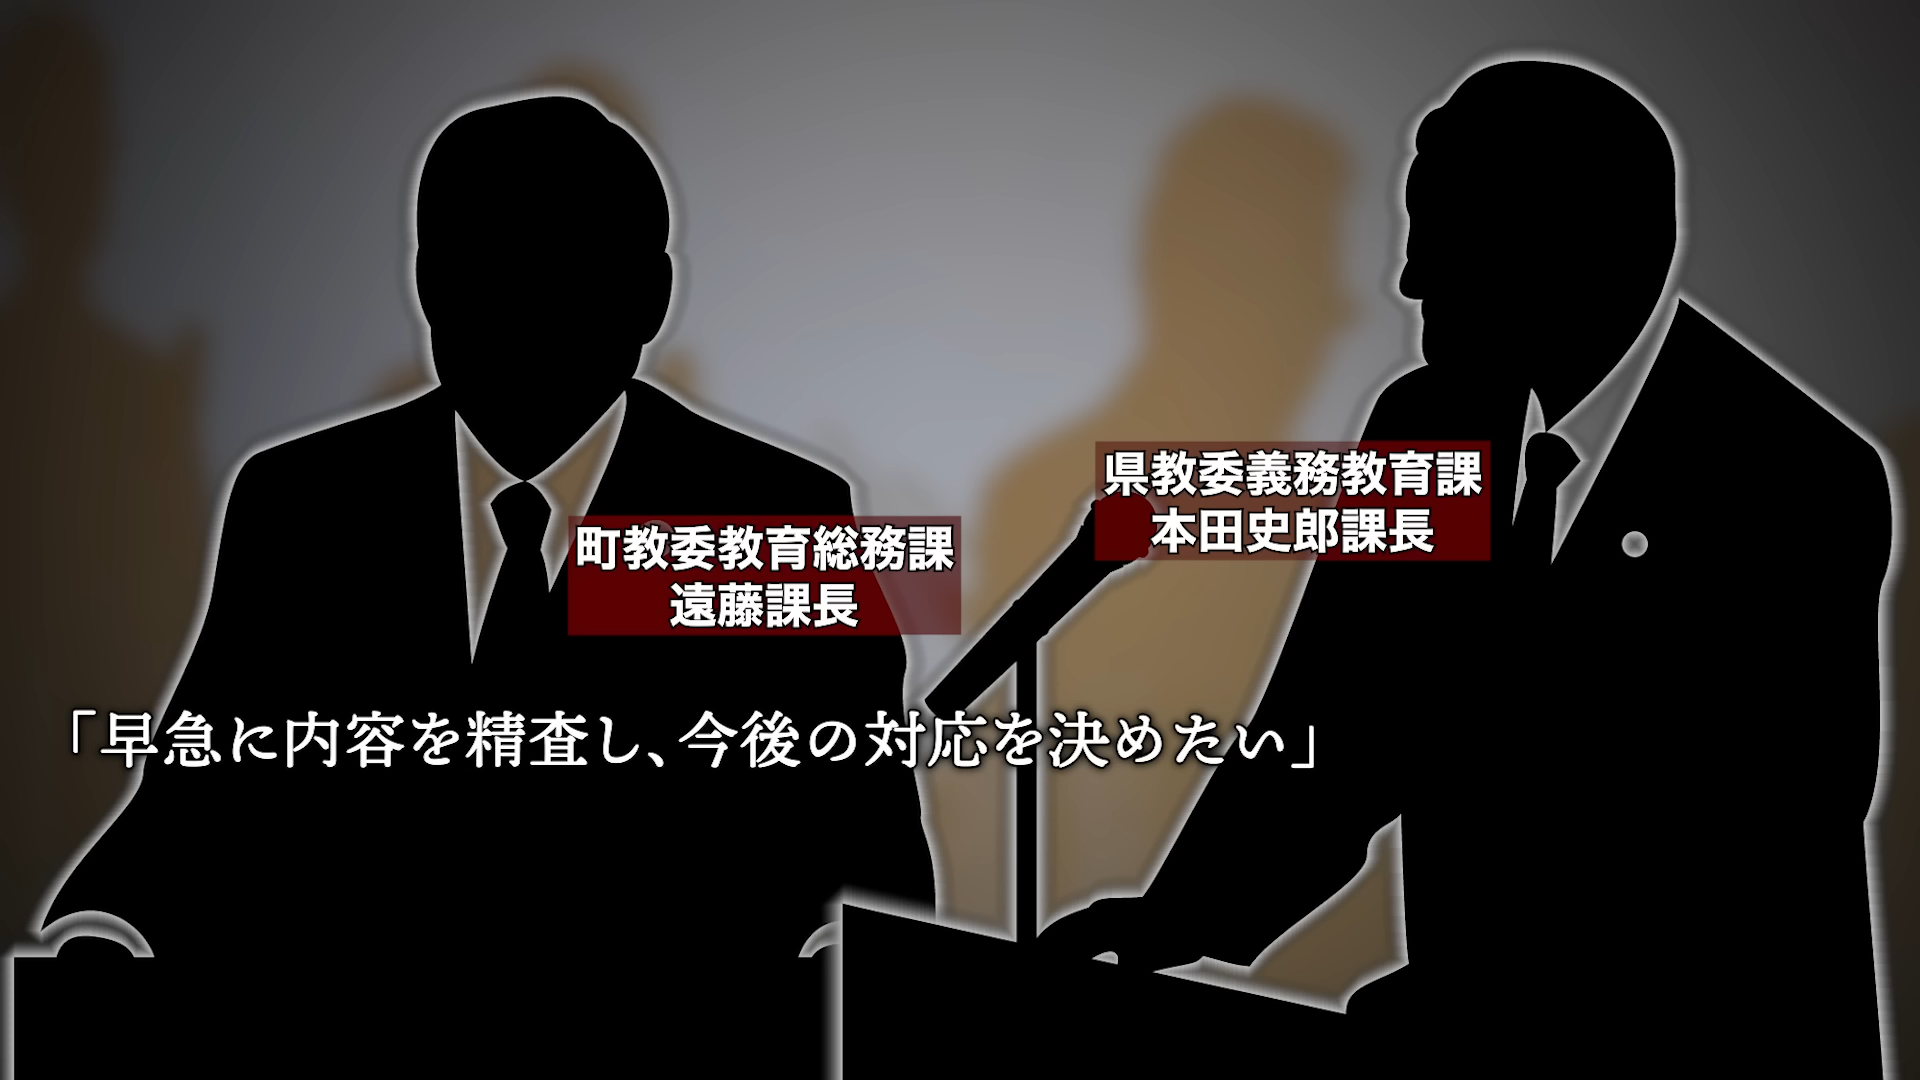 県教委義務教育課
本田史郎課長
町教委教育総務課
遠藤課長
「早急に内容を精査し、今後の対応を決めたい」